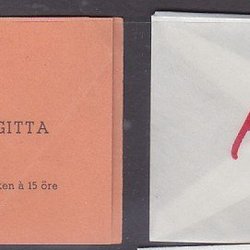 GITTA
ken à 15 öre